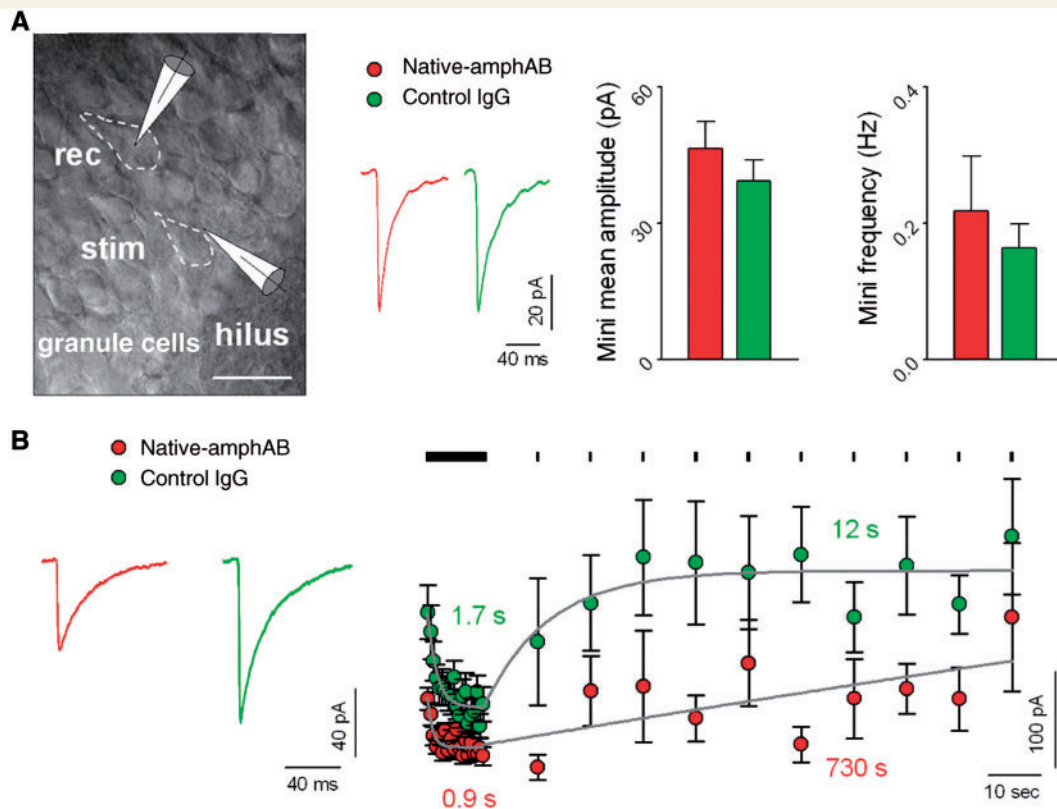 A
rec
stim
granule cells
hilus
Native-amphAB
Control IgG
20 pA
40 ms
Mini mean amplitude (pA)
60
30
0
Mini frequency (Hz)
0.4
0.2
0.0
B
Native-amphAB
Control IgG
40 pA
40 ms
1.7 s
12 s
0.9 s
730 s
100 pA
10 sec